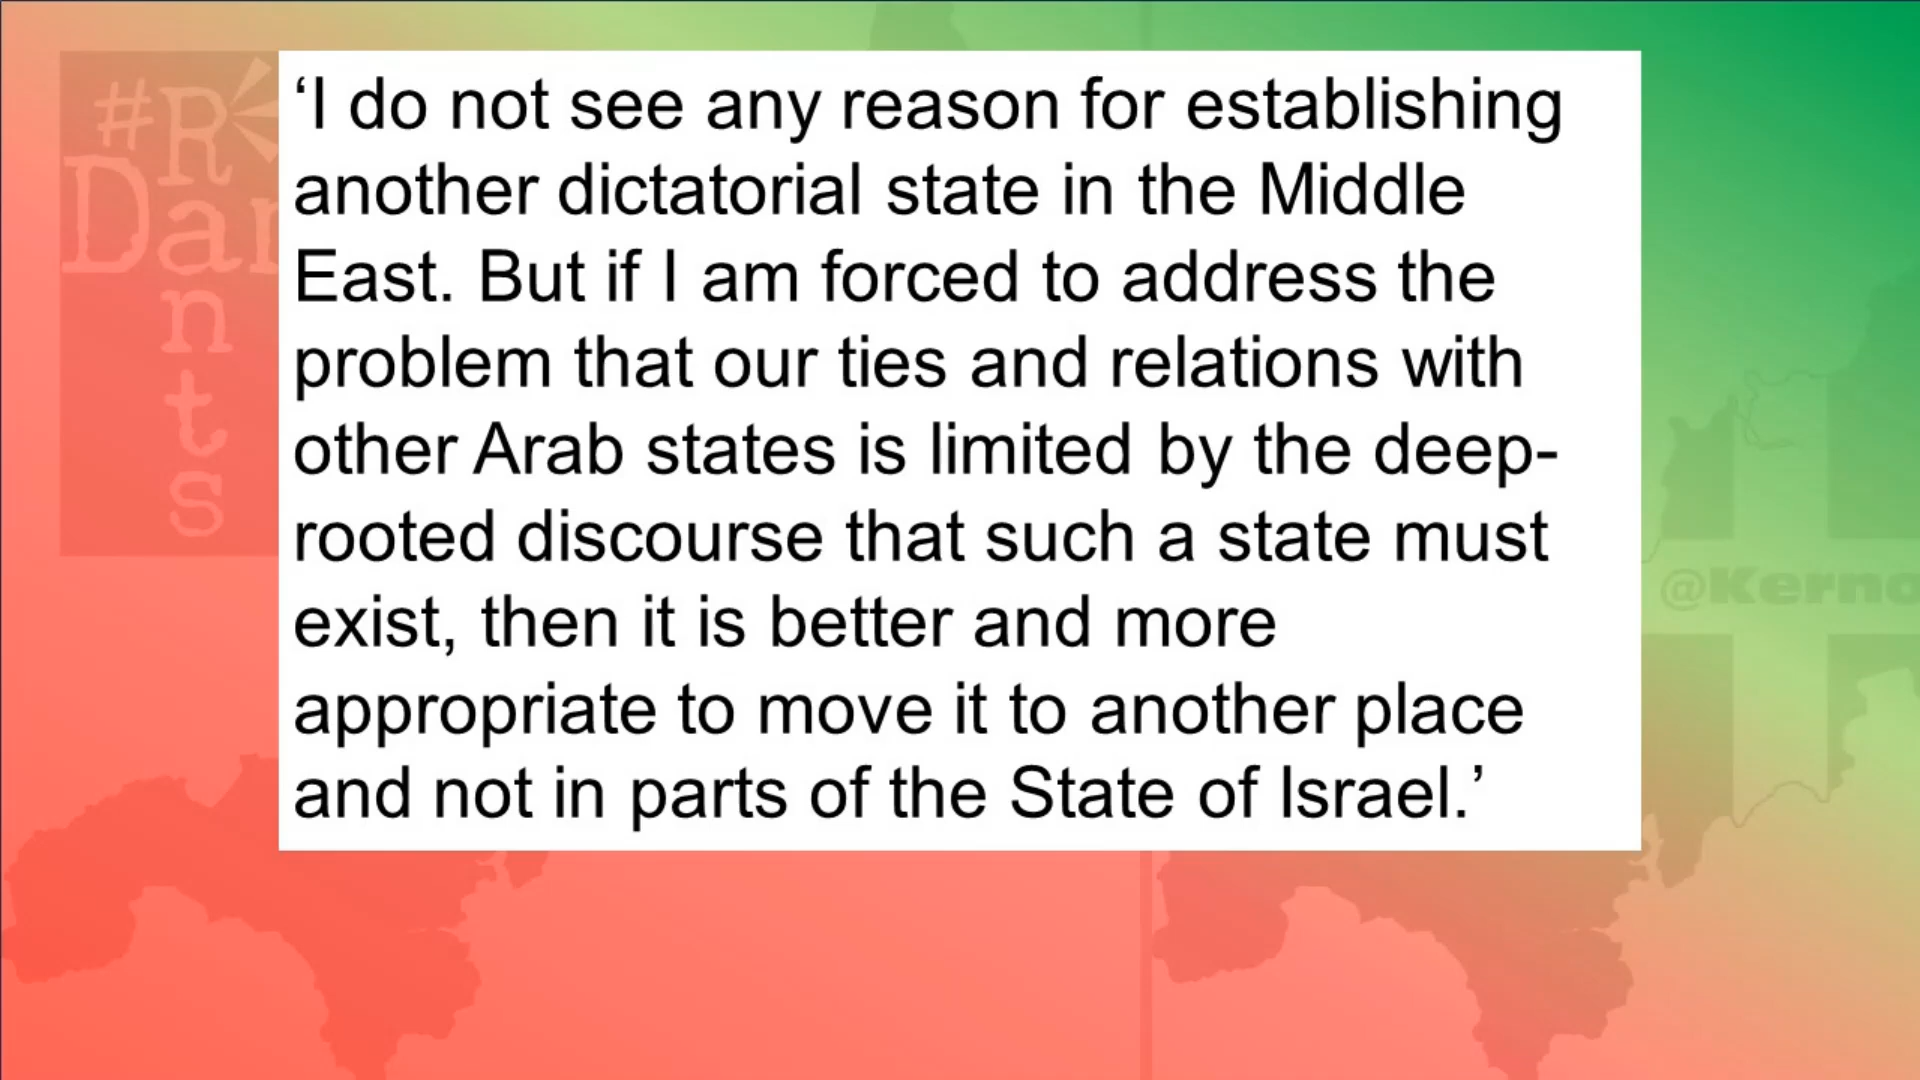 #R
Dan
n
t
s
‘I do not see any reason for establishing
another dictatorial state in the Middle
East. But if I am forced to address the
problem that our ties and relations with
other Arab states is limited by the deep-
rooted discourse that such a state must
exist, then it is better and more
appropriate to move it to another place
and not in parts of the State of Israel.’
@Kerno